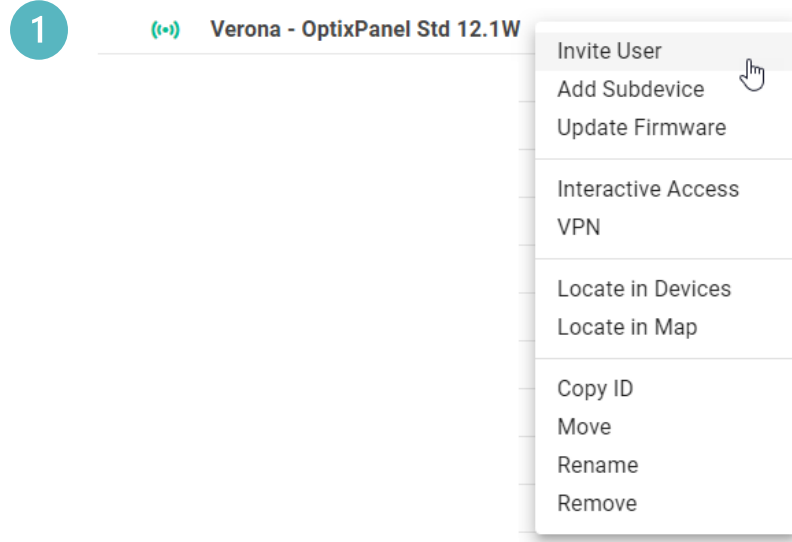 1
Verona - OptixPanel Std 12.1W
Invite User
Add Subdevice
Update Firmware
Interactive Access
VPN
Locate in Devices
Locate in Map
Copy ID
Move
Rename
Remove